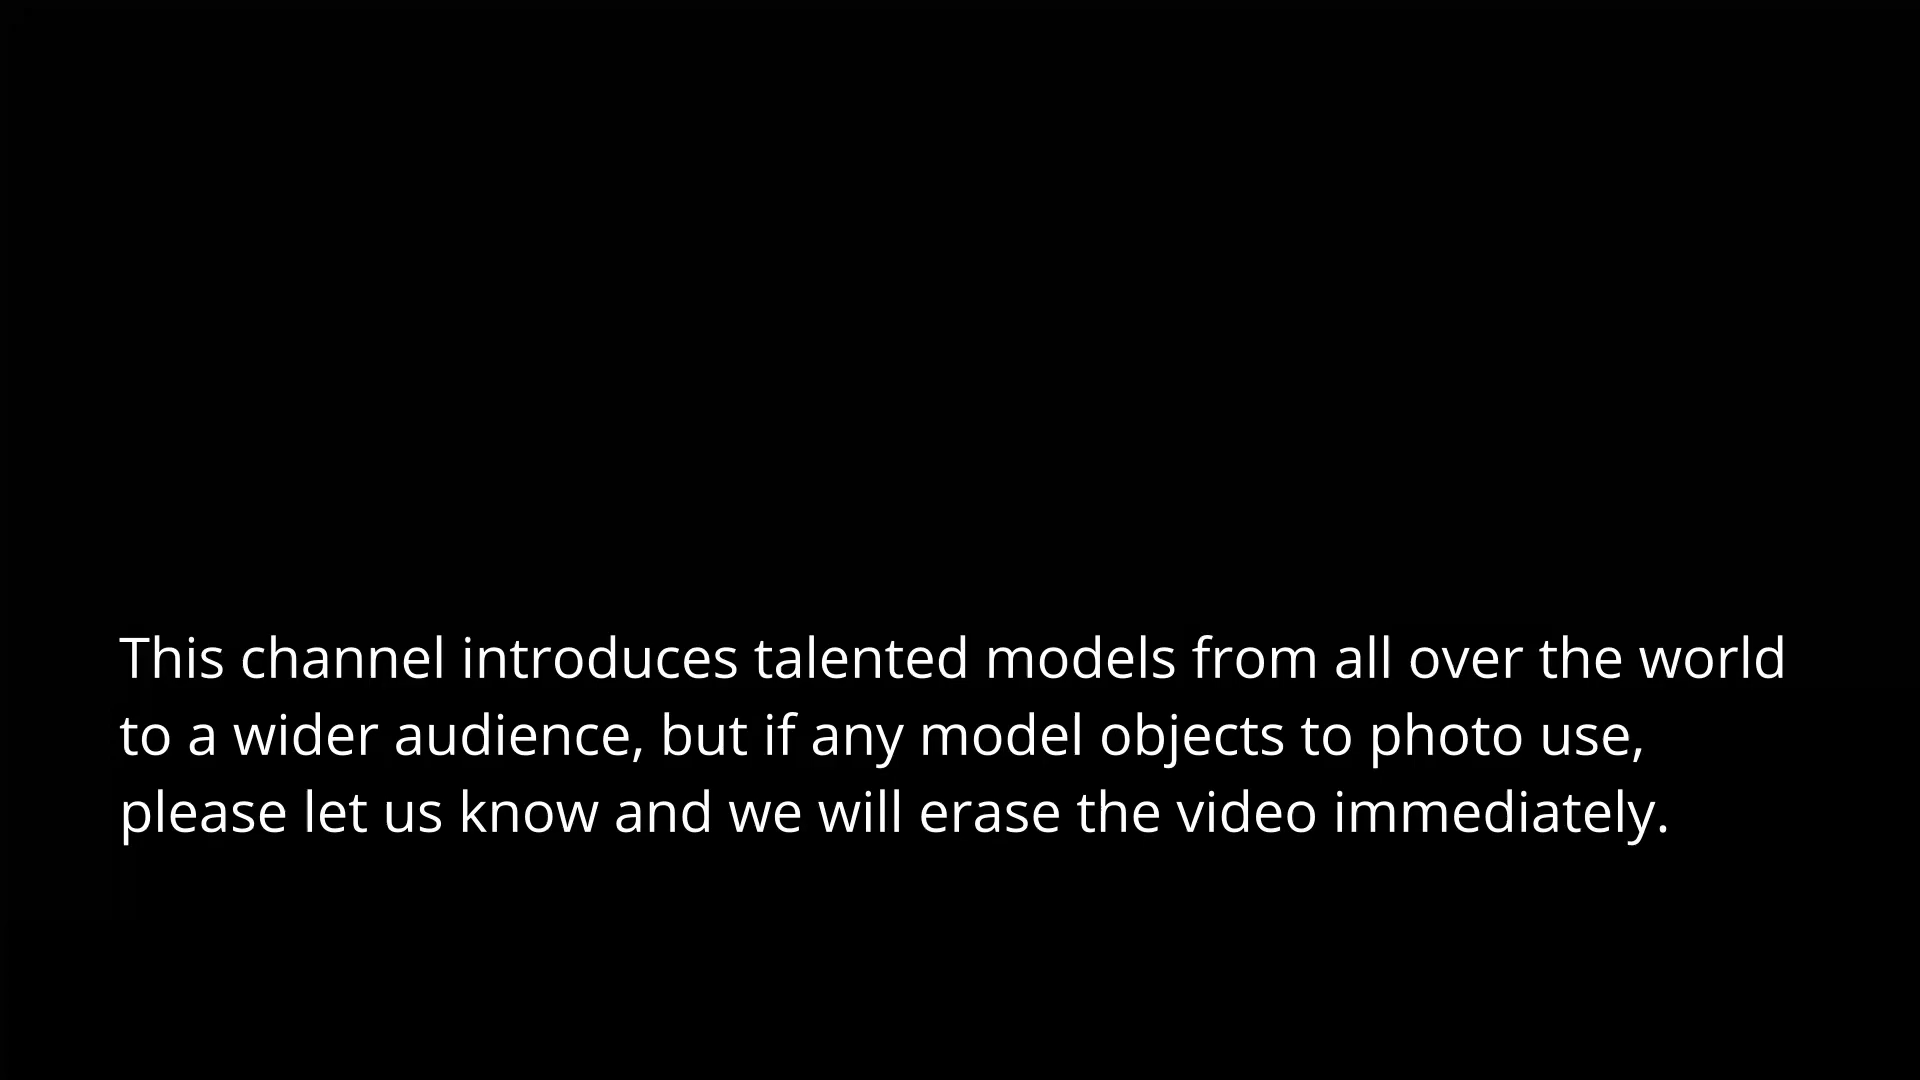 This channel introduces talented models from all over the world
to a wider audience, but if any model objects to photo use,
please let us know and we will erase the video immediately.